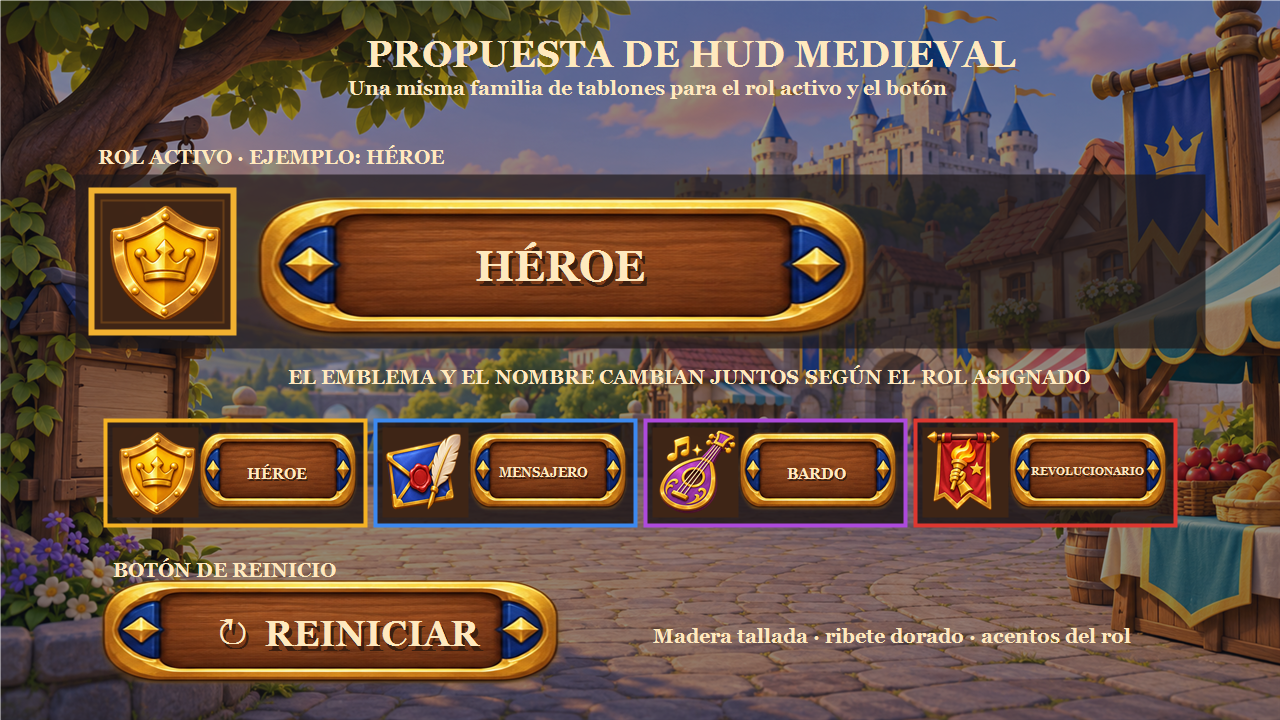 PROPUESTA DE HUD MEDIEVAL
Una misma familia de tablones para el rol activo y el botón
ROL ACTIVO · EJEMPLO: HÉROE
HÉROE
EL EMBLEMA Y EL NOMBRE CAMBIAN JUNTOS SEGÚN EL ROL ASIGNADO
HÉROE
MENSAJERO
BARDO
REVOLUCIONARIO
BOTÓN DE REINICIO
↻ REINICIAR
Madera tallada · ribete dorado · acentos del rol